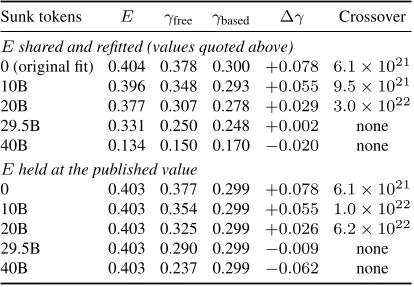 Sunk tokens E γfree γbased Δγ Crossover
E shared and refitted (values quoted above)
0 (original fit) 0.404 0.378 0.300 +0.078 6.1 × 10^21
10B 0.396 0.348 0.293 +0.055 9.5 × 10^21
20B 0.377 0.307 0.278 +0.029 3.0 × 10^22
29.5B 0.331 0.250 0.248 +0.002 none
40B 0.134 0.150 0.170 −0.020 none
E held at the published value
0 0.403 0.377 0.299 +0.078 6.1 × 10^21
10B 0.403 0.354 0.299 +0.055 1.0 × 10^22
20B 0.403 0.325 0.299 +0.026 6.2 × 10^22
29.5B 0.403 0.290 0.299 −0.009 none
40B 0.403 0.237 0.299 −0.062 none